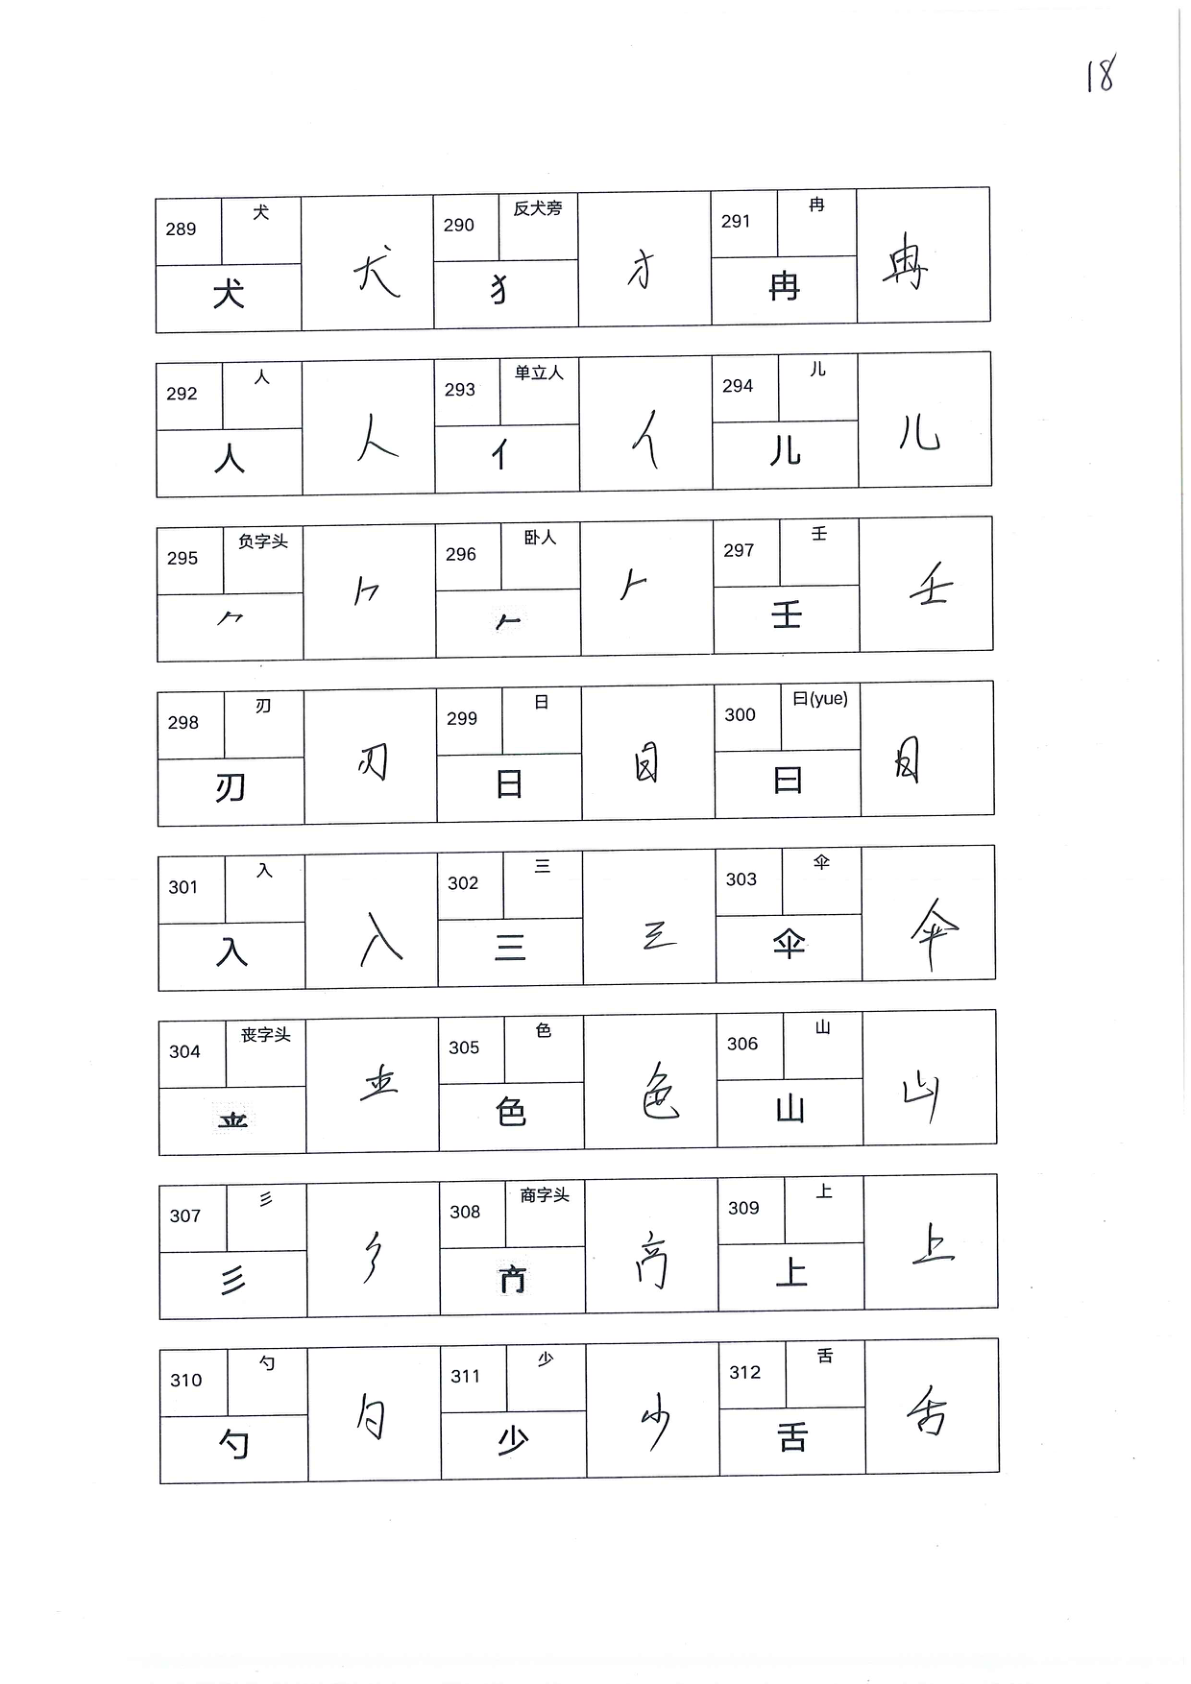 18
289 犬 犬 犬 290 反犬旁 犭 犭 291 冉 冉 冉
292 人 人 人 293 单立人 亻 亻 294 儿 儿 儿
295 负字头 ⺈ ⺈ 296 卧人 𠂉 𠂉 297 壬 壬 壬
298 刃 刃 刃 299 日 日 日 300 曰(yue) 曰 曰
301 入 入 入 302 三 三 三 303 伞 伞 伞
304 丧字头 305 色 色 色 306 山 山 山
307 彡 彡 彡 308 商字头 309 上 上 上
310 勺 勺 勺 311 少 少 少 312 舌 舌 舌